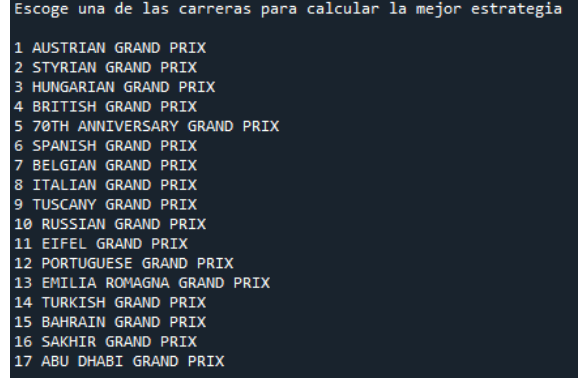 Escoge una de las carreras para calcular la mejor estrategia
1 AUSTRIAN GRAND PRIX
2 STYRIAN GRAND PRIX
3 HUNGARIAN GRAND PRIX
4 BRITISH GRAND PRIX
5 70TH ANNIVERSARY GRAND PRIX
6 SPANISH GRAND PRIX
7 BELGIAN GRAND PRIX
8 ITALIAN GRAND PRIX
9 TUSCANY GRAND PRIX
10 RUSSIAN GRAND PRIX
11 EIFEL GRAND PRIX
12 PORTUGUESE GRAND PRIX
13 EMILIA ROMAGNA GRAND PRIX
14 TURKISH GRAND PRIX
15 BAHRAIN GRAND PRIX
16 SAKHIR GRAND PRIX
17 ABU DHABI GRAND PRIX